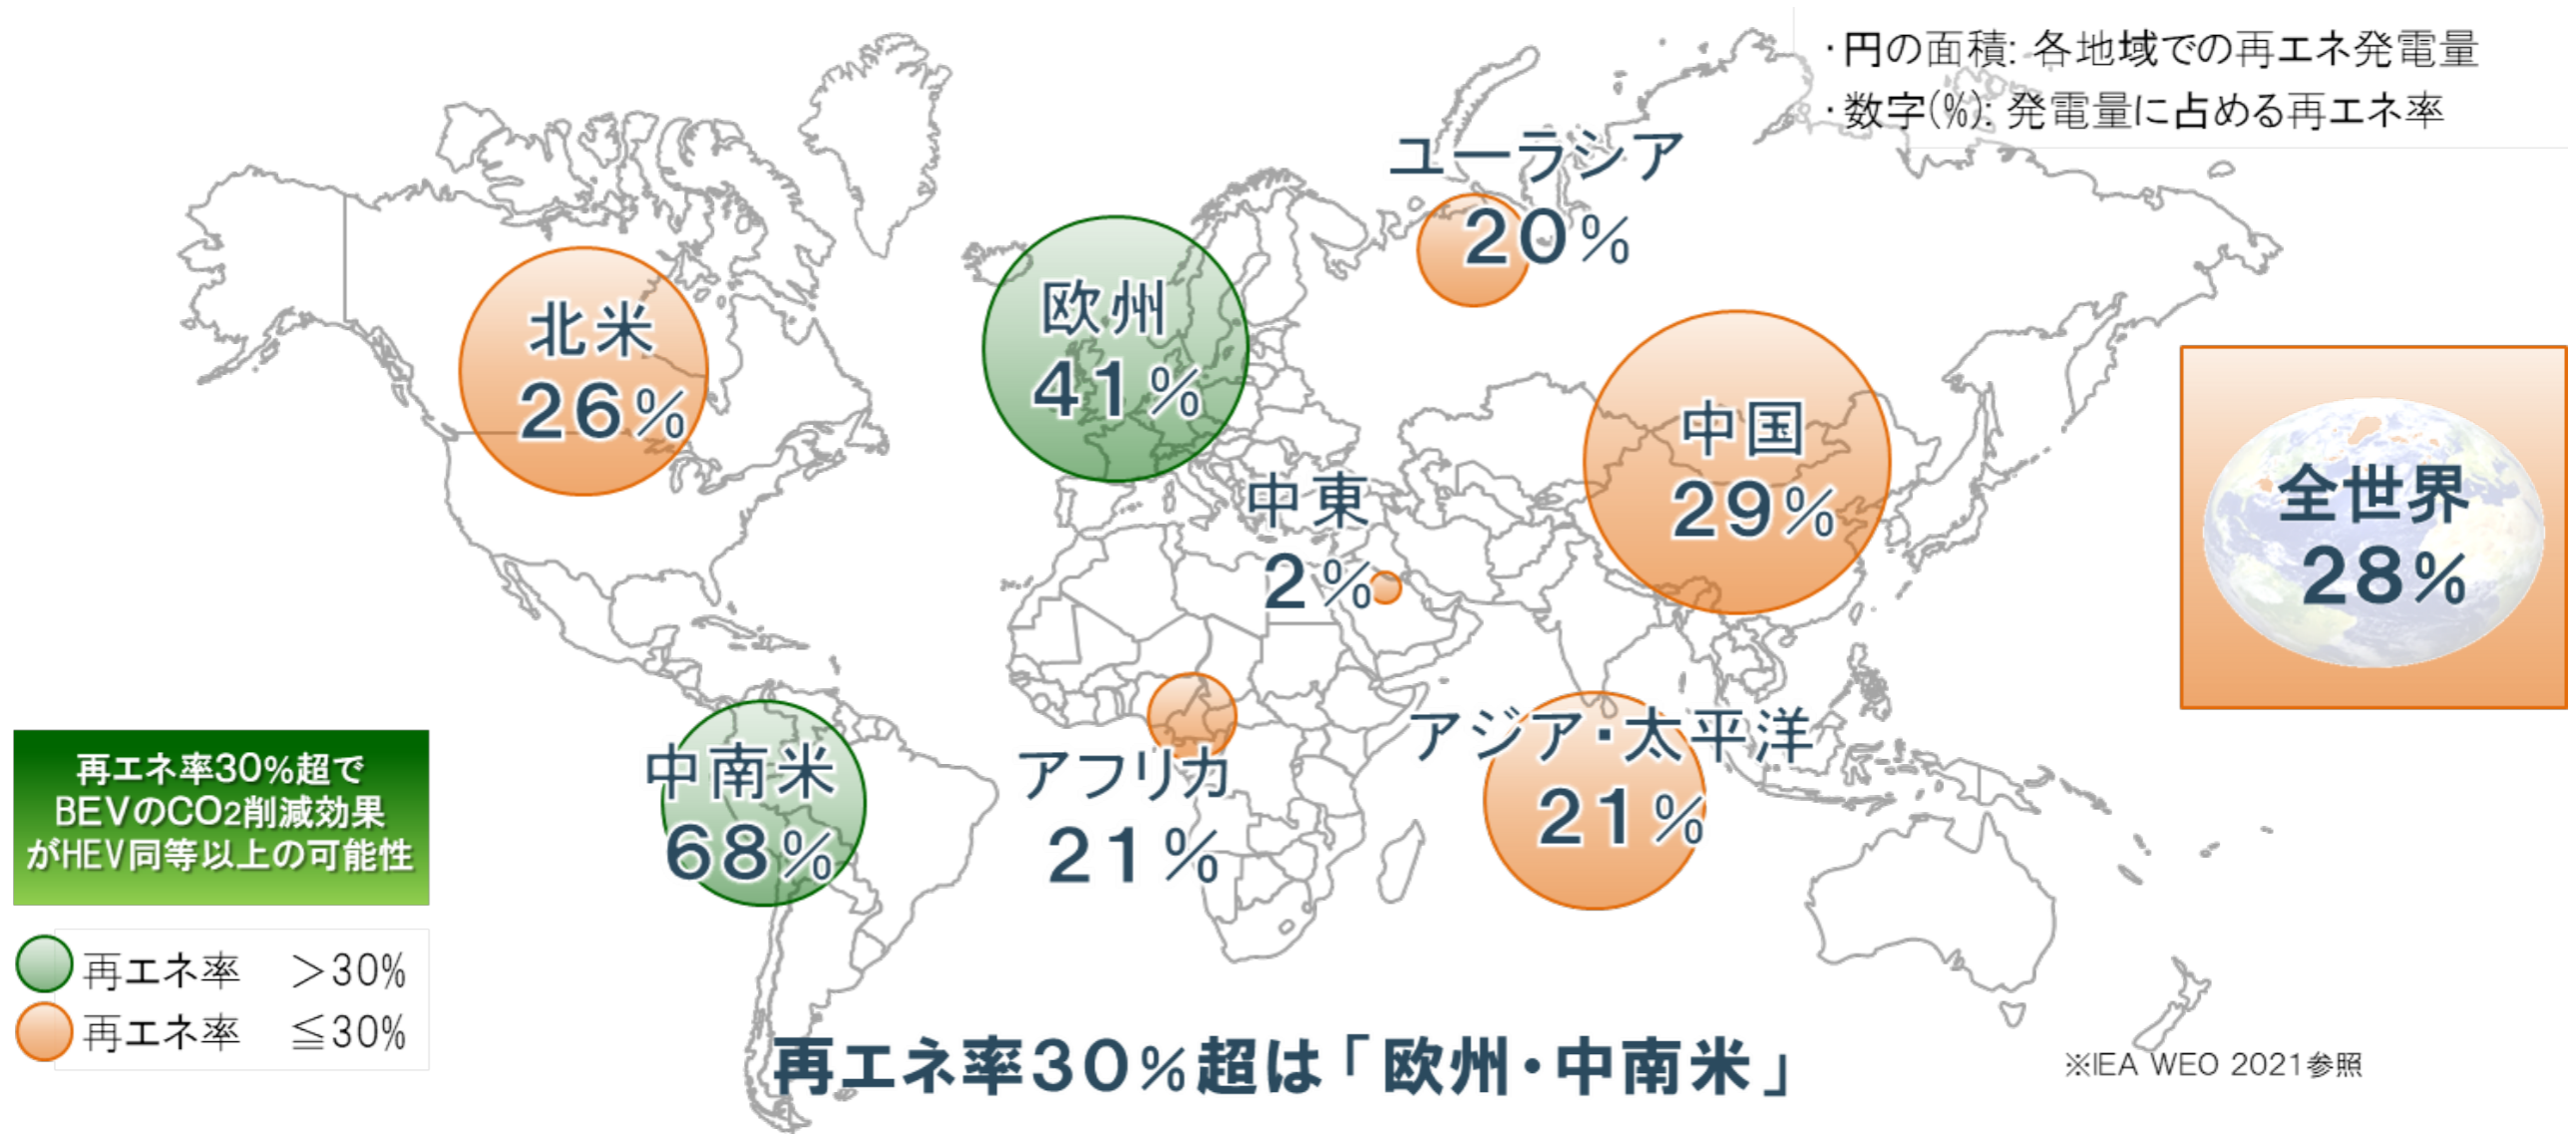 ・円の面積: 各地域での再エネ発電量
・数字(%): 発電量に占める再エネ率
ユーラシア
20%
北米
26%
欧州
41%
中国
29%
中東
2%
全世界
28%
中南米
68%
アフリカ
21%
アジア・太平洋
21%
再エネ率30%超で
BEVのCO2削減効果
がHEV同等以上の可能性
再エネ率 >30%
再エネ率 ≦30%
再エネ率30%超は「欧州・中南米」
※IEA WEO 2021参照